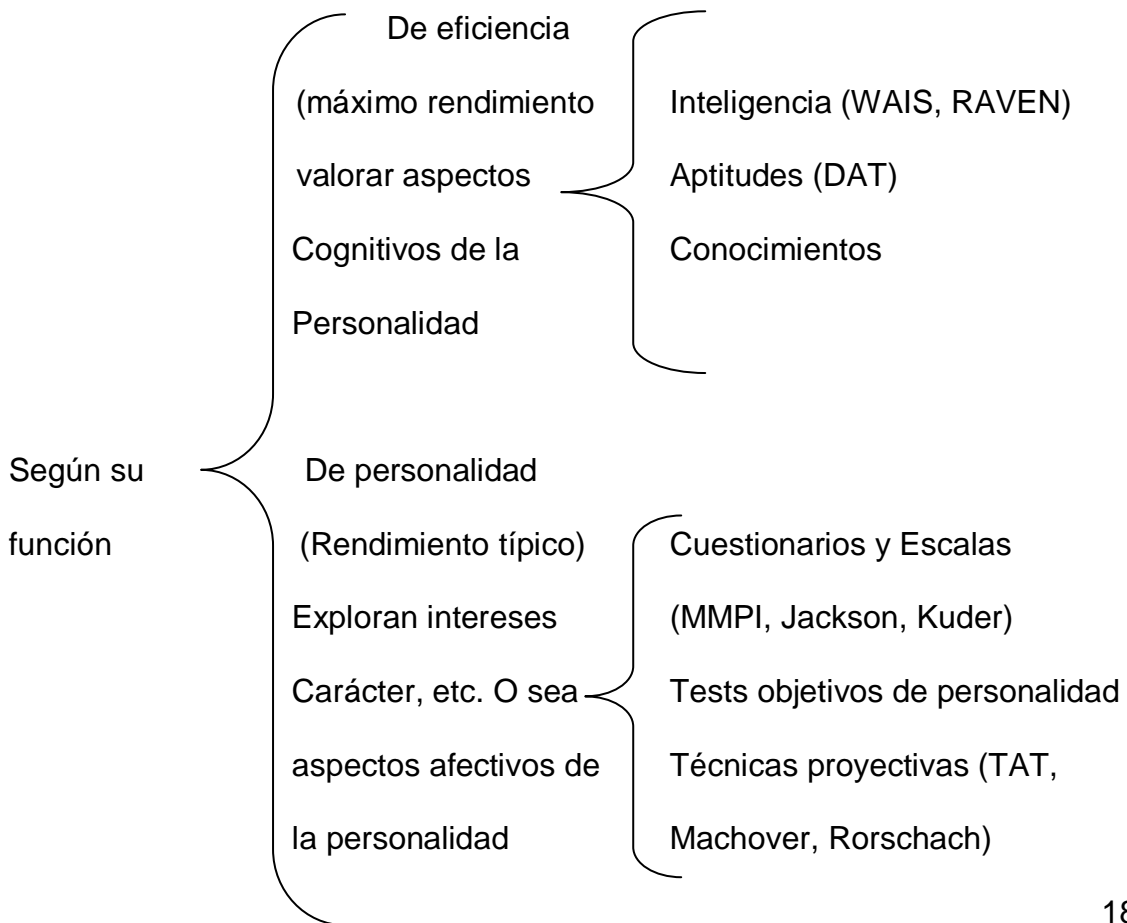 De eficiencia
(máximo rendimiento
valorar aspectos
Cognitivos de la
Personalidad
Inteligencia (WAIS, RAVEN)
Aptitudes (DAT)
Conocimientos
Según su
función
De personalidad
(Rendimiento típico)
Exploran intereses
Carácter, etc. O sea
aspectos afectivos de
la personalidad
Cuestionarios y Escalas
(MMPI, Jackson, Kuder)
Tests objetivos de personalidad
Técnicas proyectivas (TAT,
Machover, Rorschach)